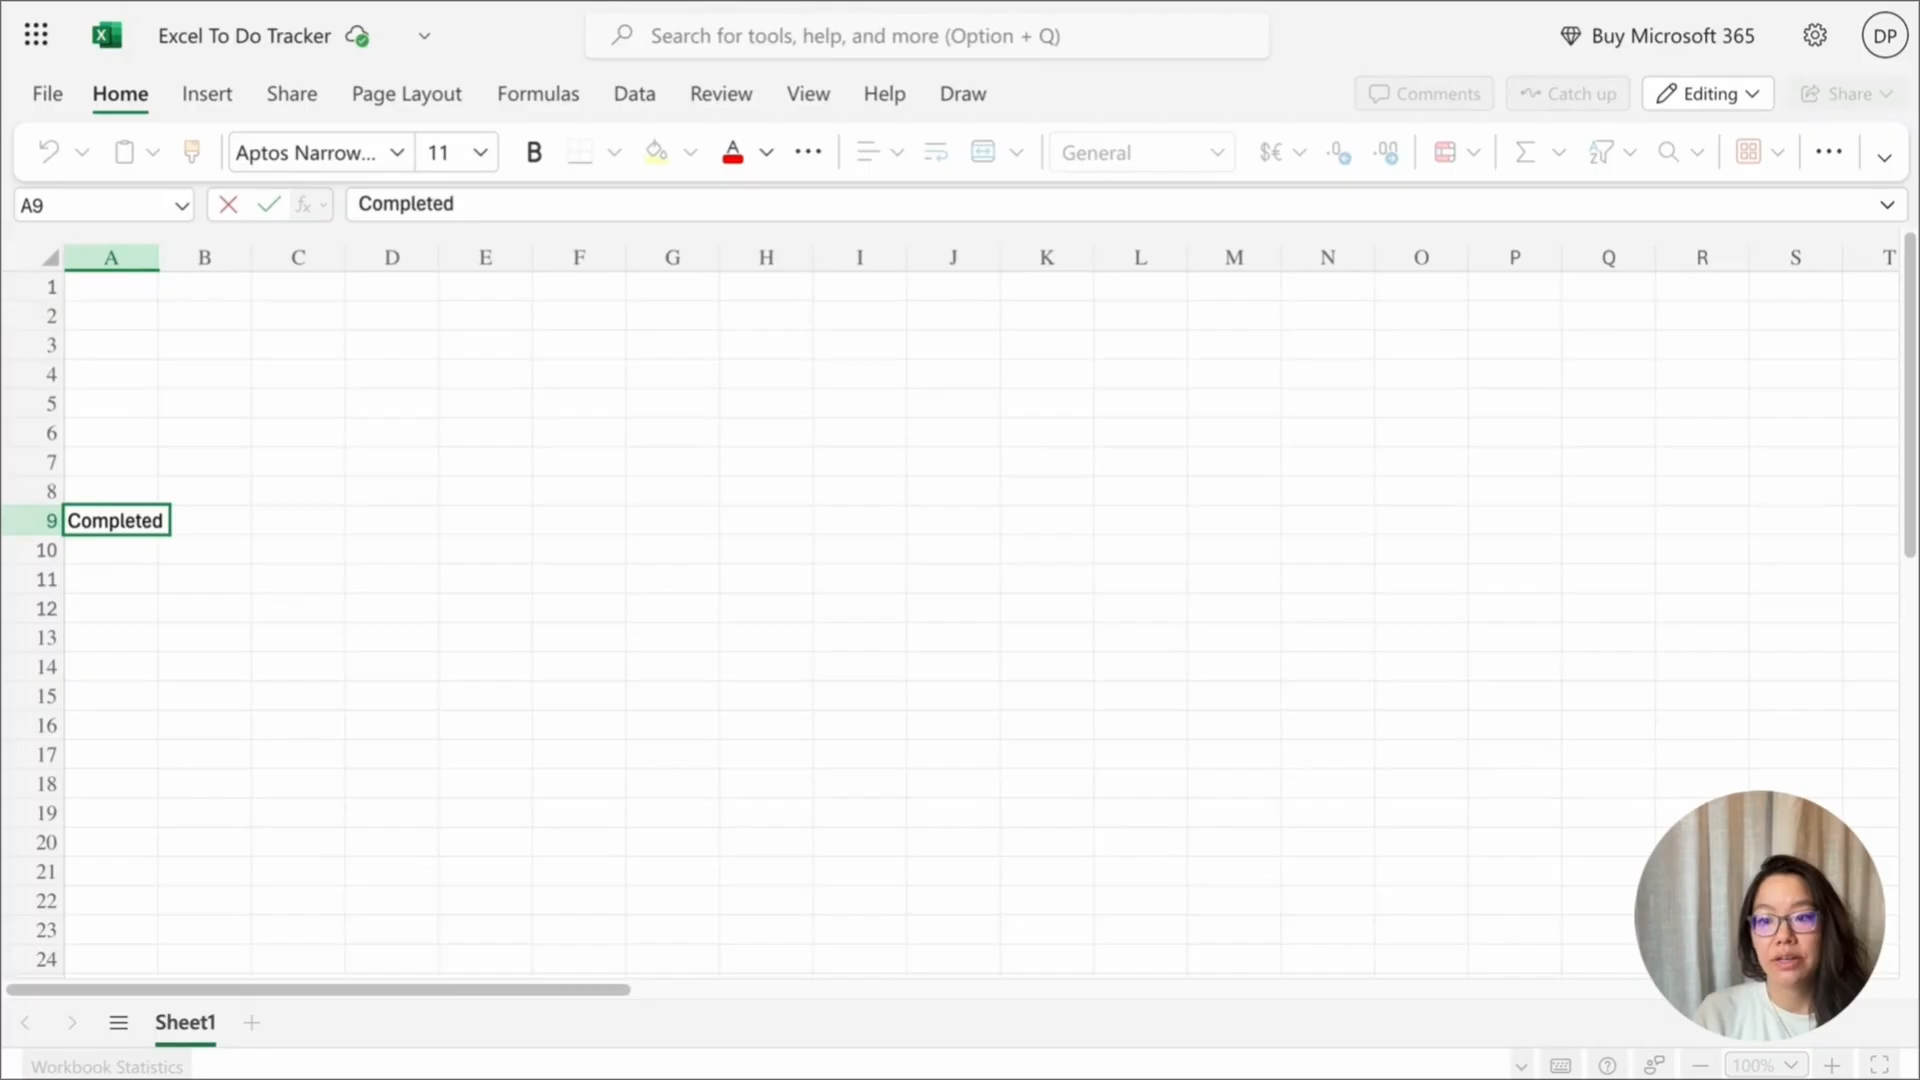 Excel To Do Tracker
Search for tools, help, and more (Option + Q)
Buy Microsoft 365
DP
File Home Insert Share Page Layout Formulas Data Review View Help Draw
Comments Catch up Editing Share
Aptos Narrow... 11 B A General $€
A9 fx Completed
A B C D E F G H I J K L M N O P Q R S T
1
2
3
4
5
6
7
8
9 Completed
10
11
12
13
14
15
16
17
18
19
20
21
22
23
24
Sheet1
Workbook Statistics
100%